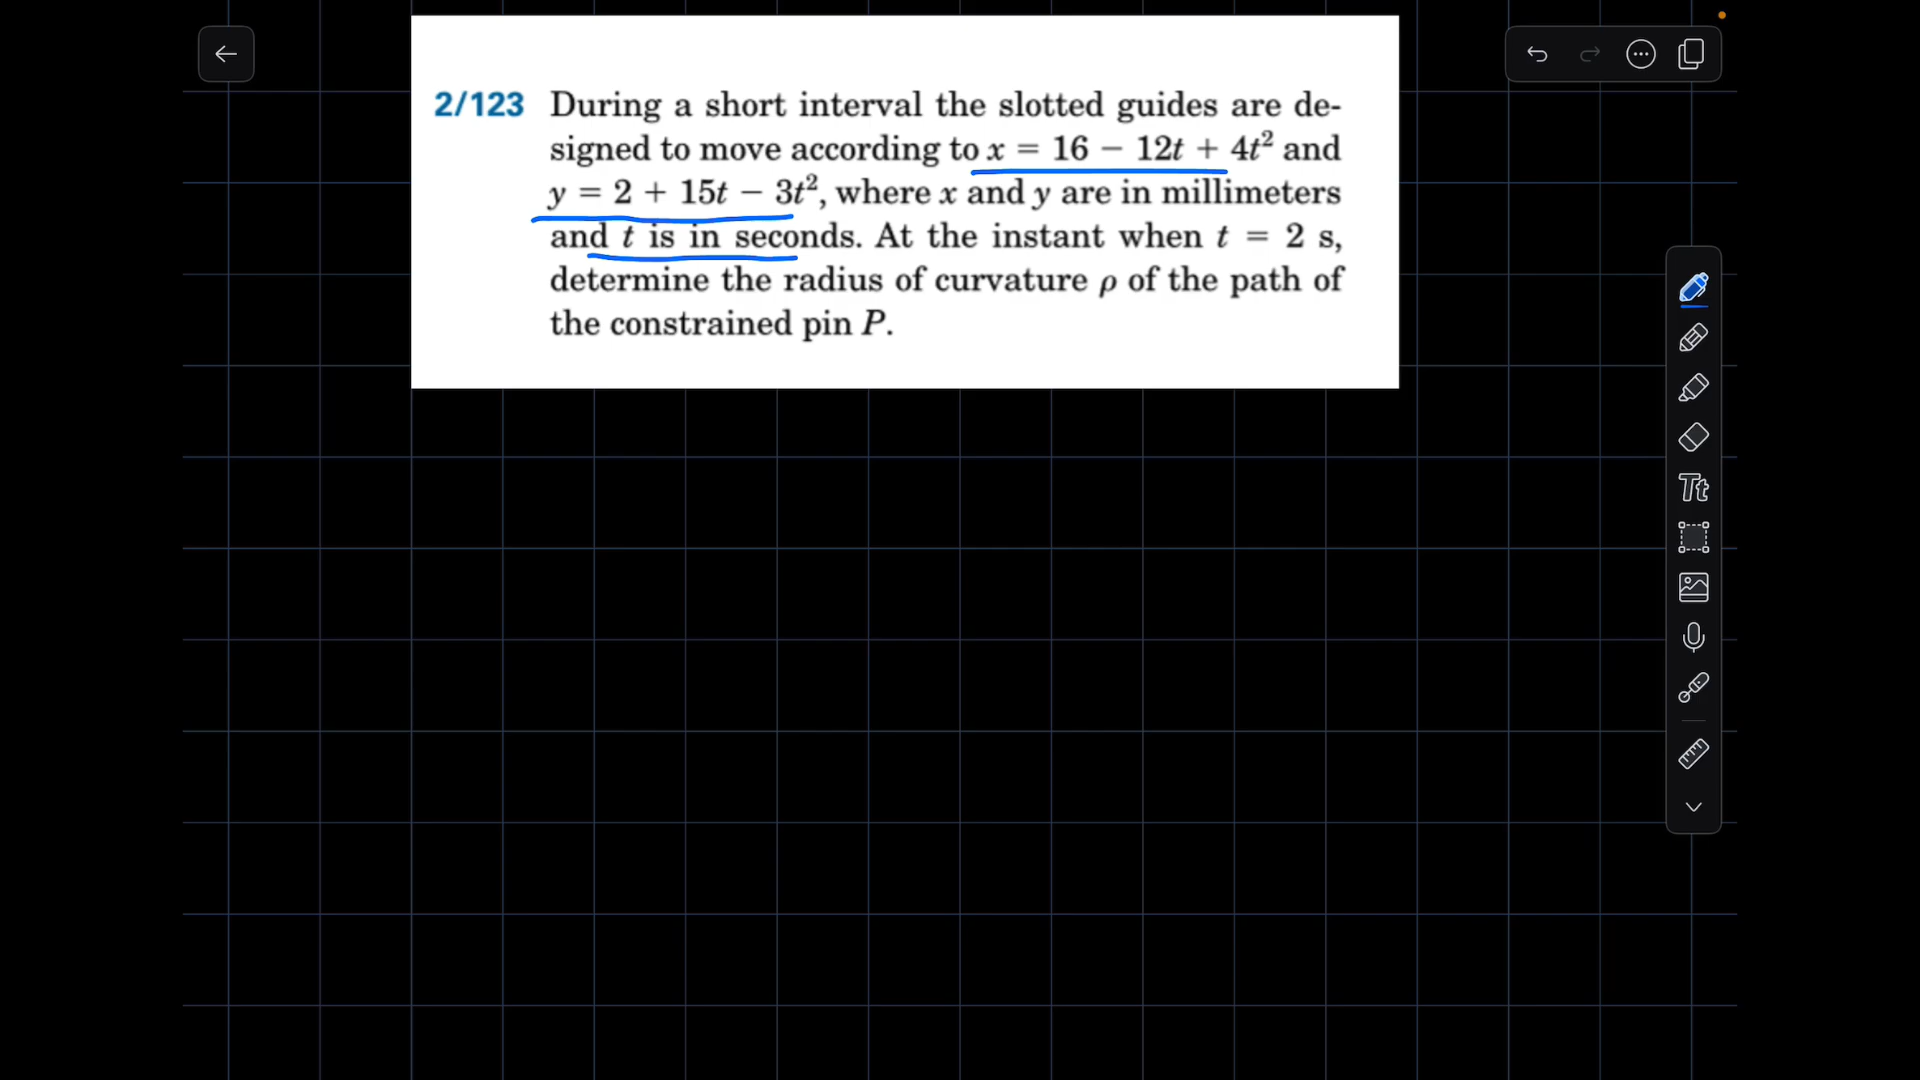 2/123 During a short interval the slotted guides are de-
signed to move according to x = 16 − 12t + 4t² and
y = 2 + 15t − 3t², where x and y are in millimeters
and t is in seconds. At the instant when t = 2 s,
determine the radius of curvature ρ of the path of
the constrained pin P.
Tt